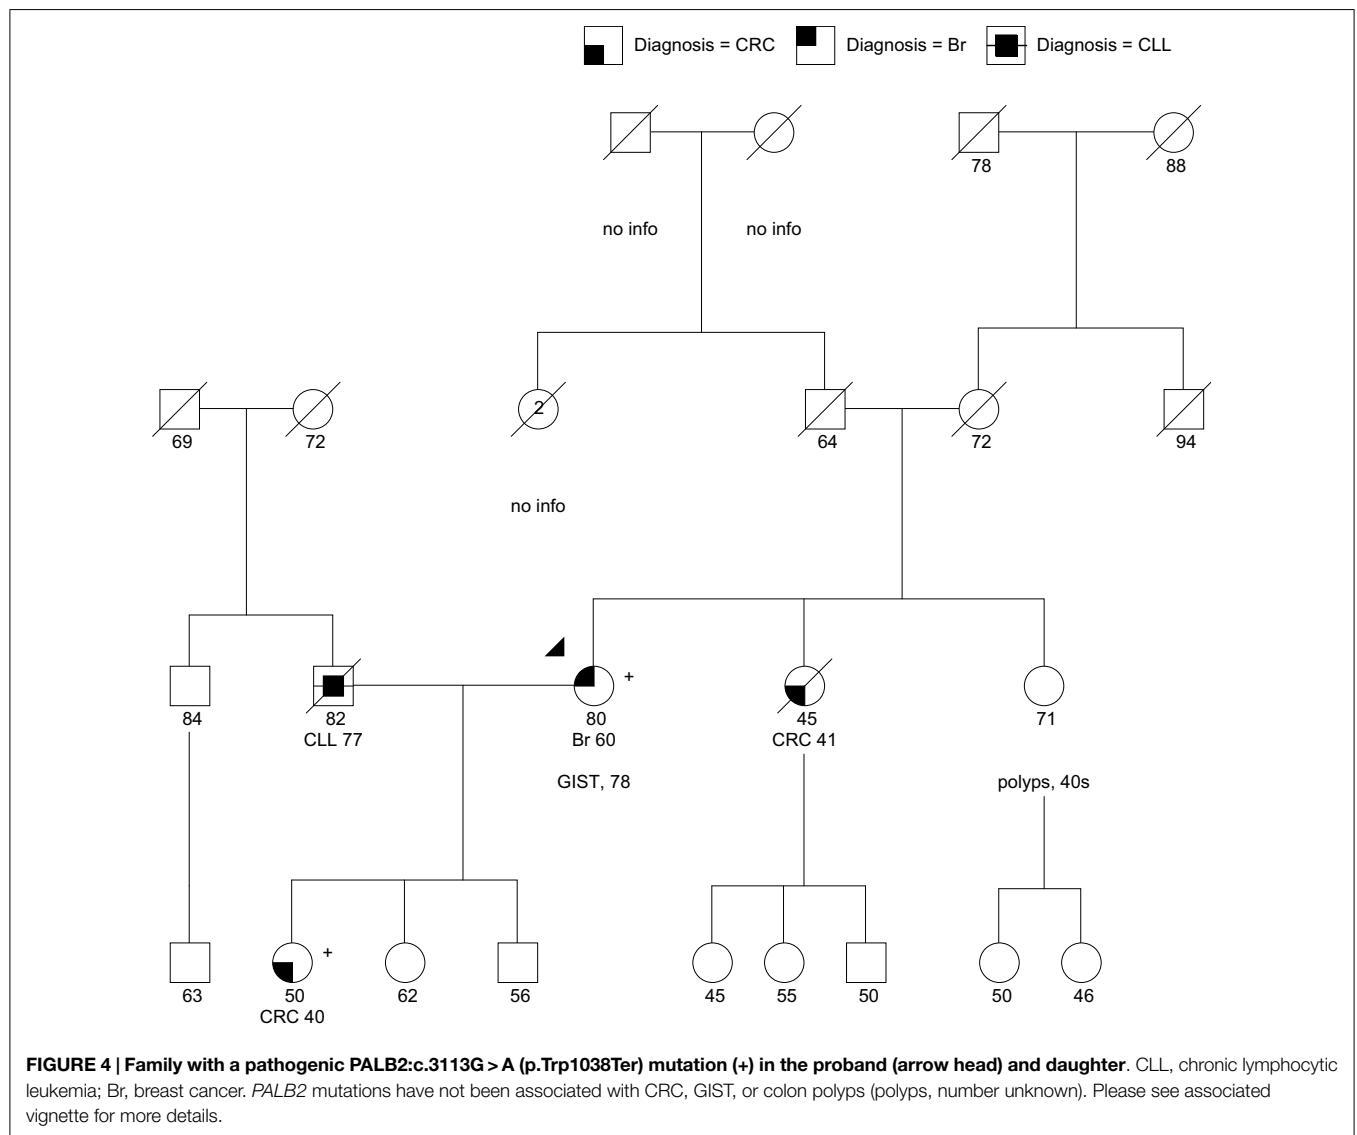 Diagnosis = CRC Diagnosis = Br Diagnosis = CLL
78 88
no info no info
2
69 72 64 72 94
no info
+
84 82 80 45 71
CLL 77 Br 60 CRC 41
GIST, 78 polyps, 40s
+
63 50 62 56 45 55 50 50 46
CRC 40
FIGURE 4 | Family with a pathogenic PALB2:c.3113G > A (p.Trp1038Ter) mutation (+) in the proband (arrow head) and daughter. CLL, chronic lymphocytic
leukemia; Br, breast cancer. PALB2 mutations have not been associated with CRC, GIST, or colon polyps (polyps, number unknown). Please see associated
vignette for more details.